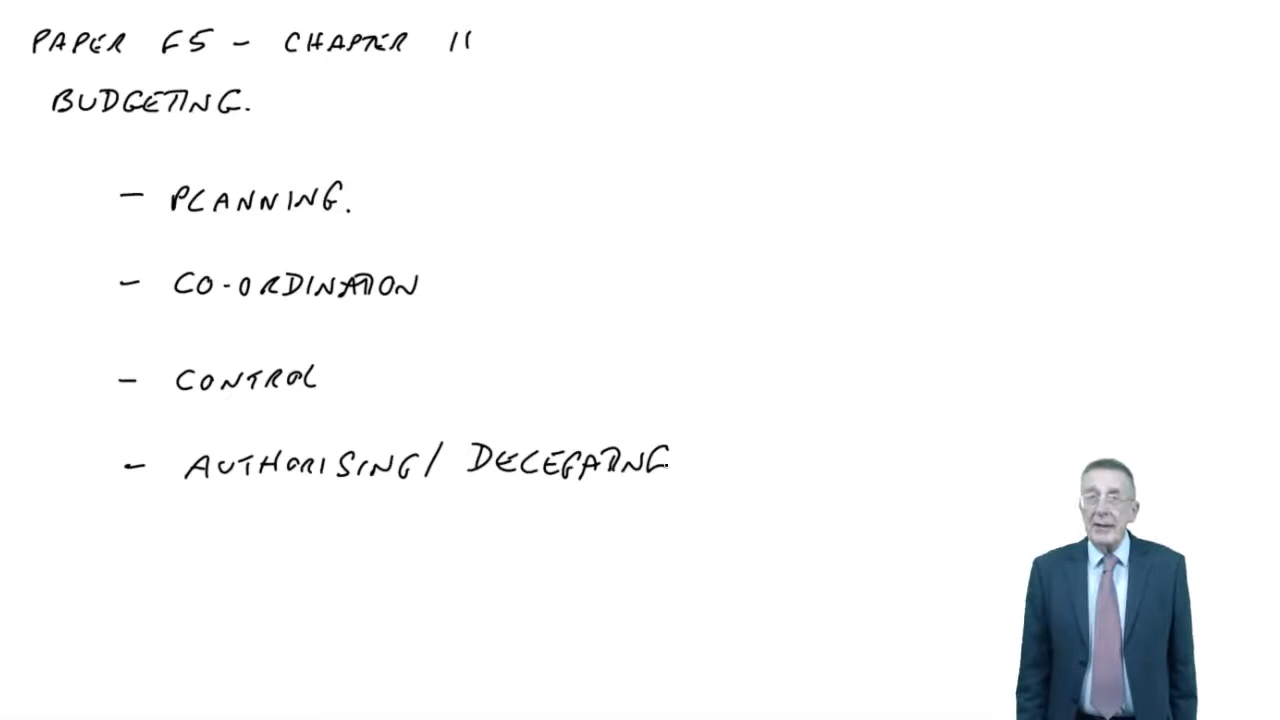 PAPER F5 - CHAPTER 11
BUDGETING.
- PLANNING.
- CO-ORDINATION
- CONTROL
- AUTHORISING/ DELEGATING